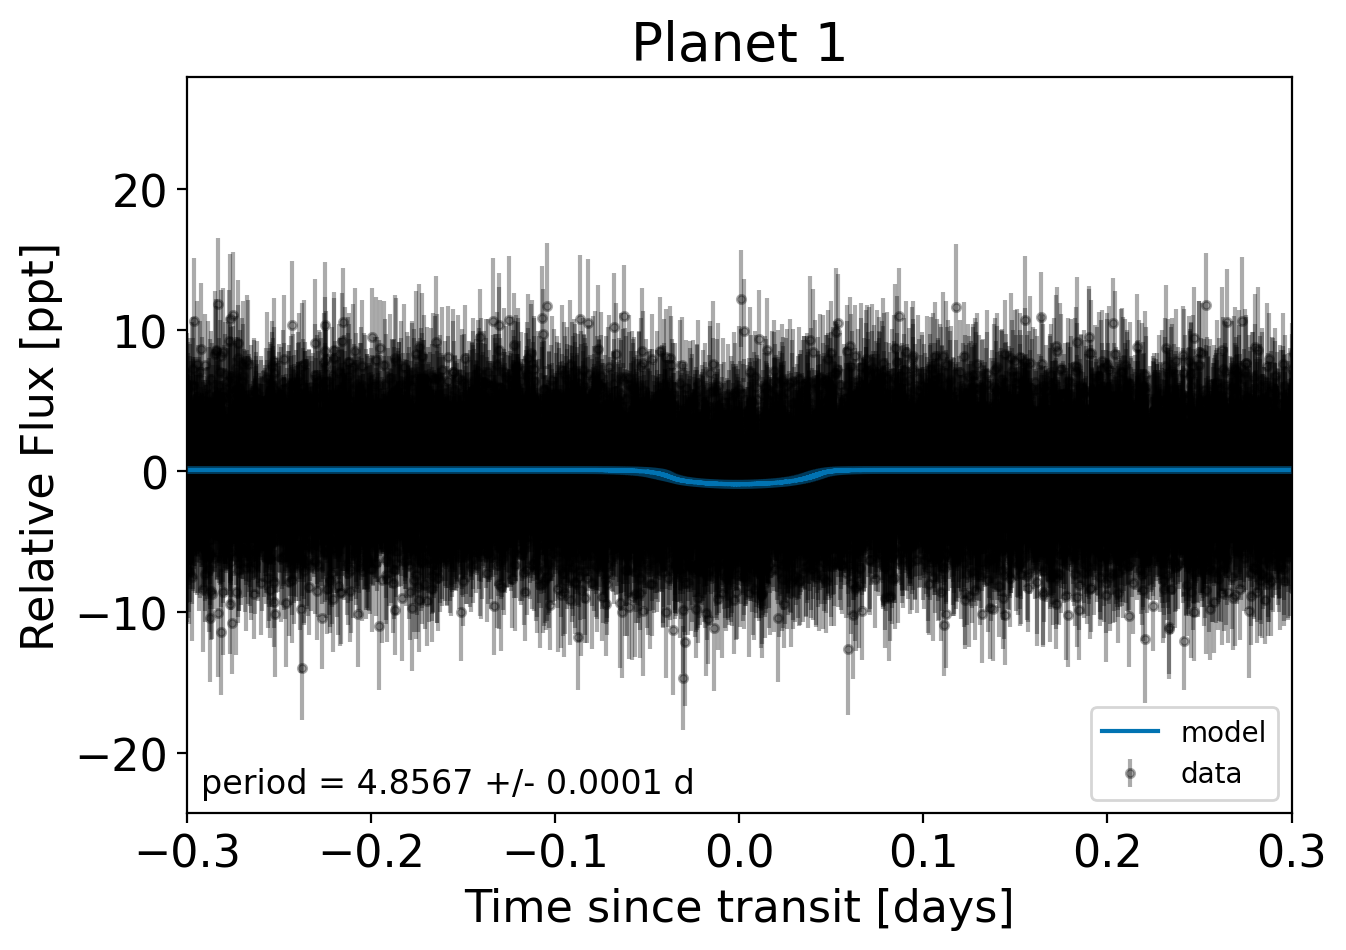 Planet 1
Relative Flux [ppt]
20
10
0
−10
−20
period = 4.8567 +/- 0.0001 d
model
data
−0.3 −0.2 −0.1 0.0 0.1 0.2 0.3
Time since transit [days]